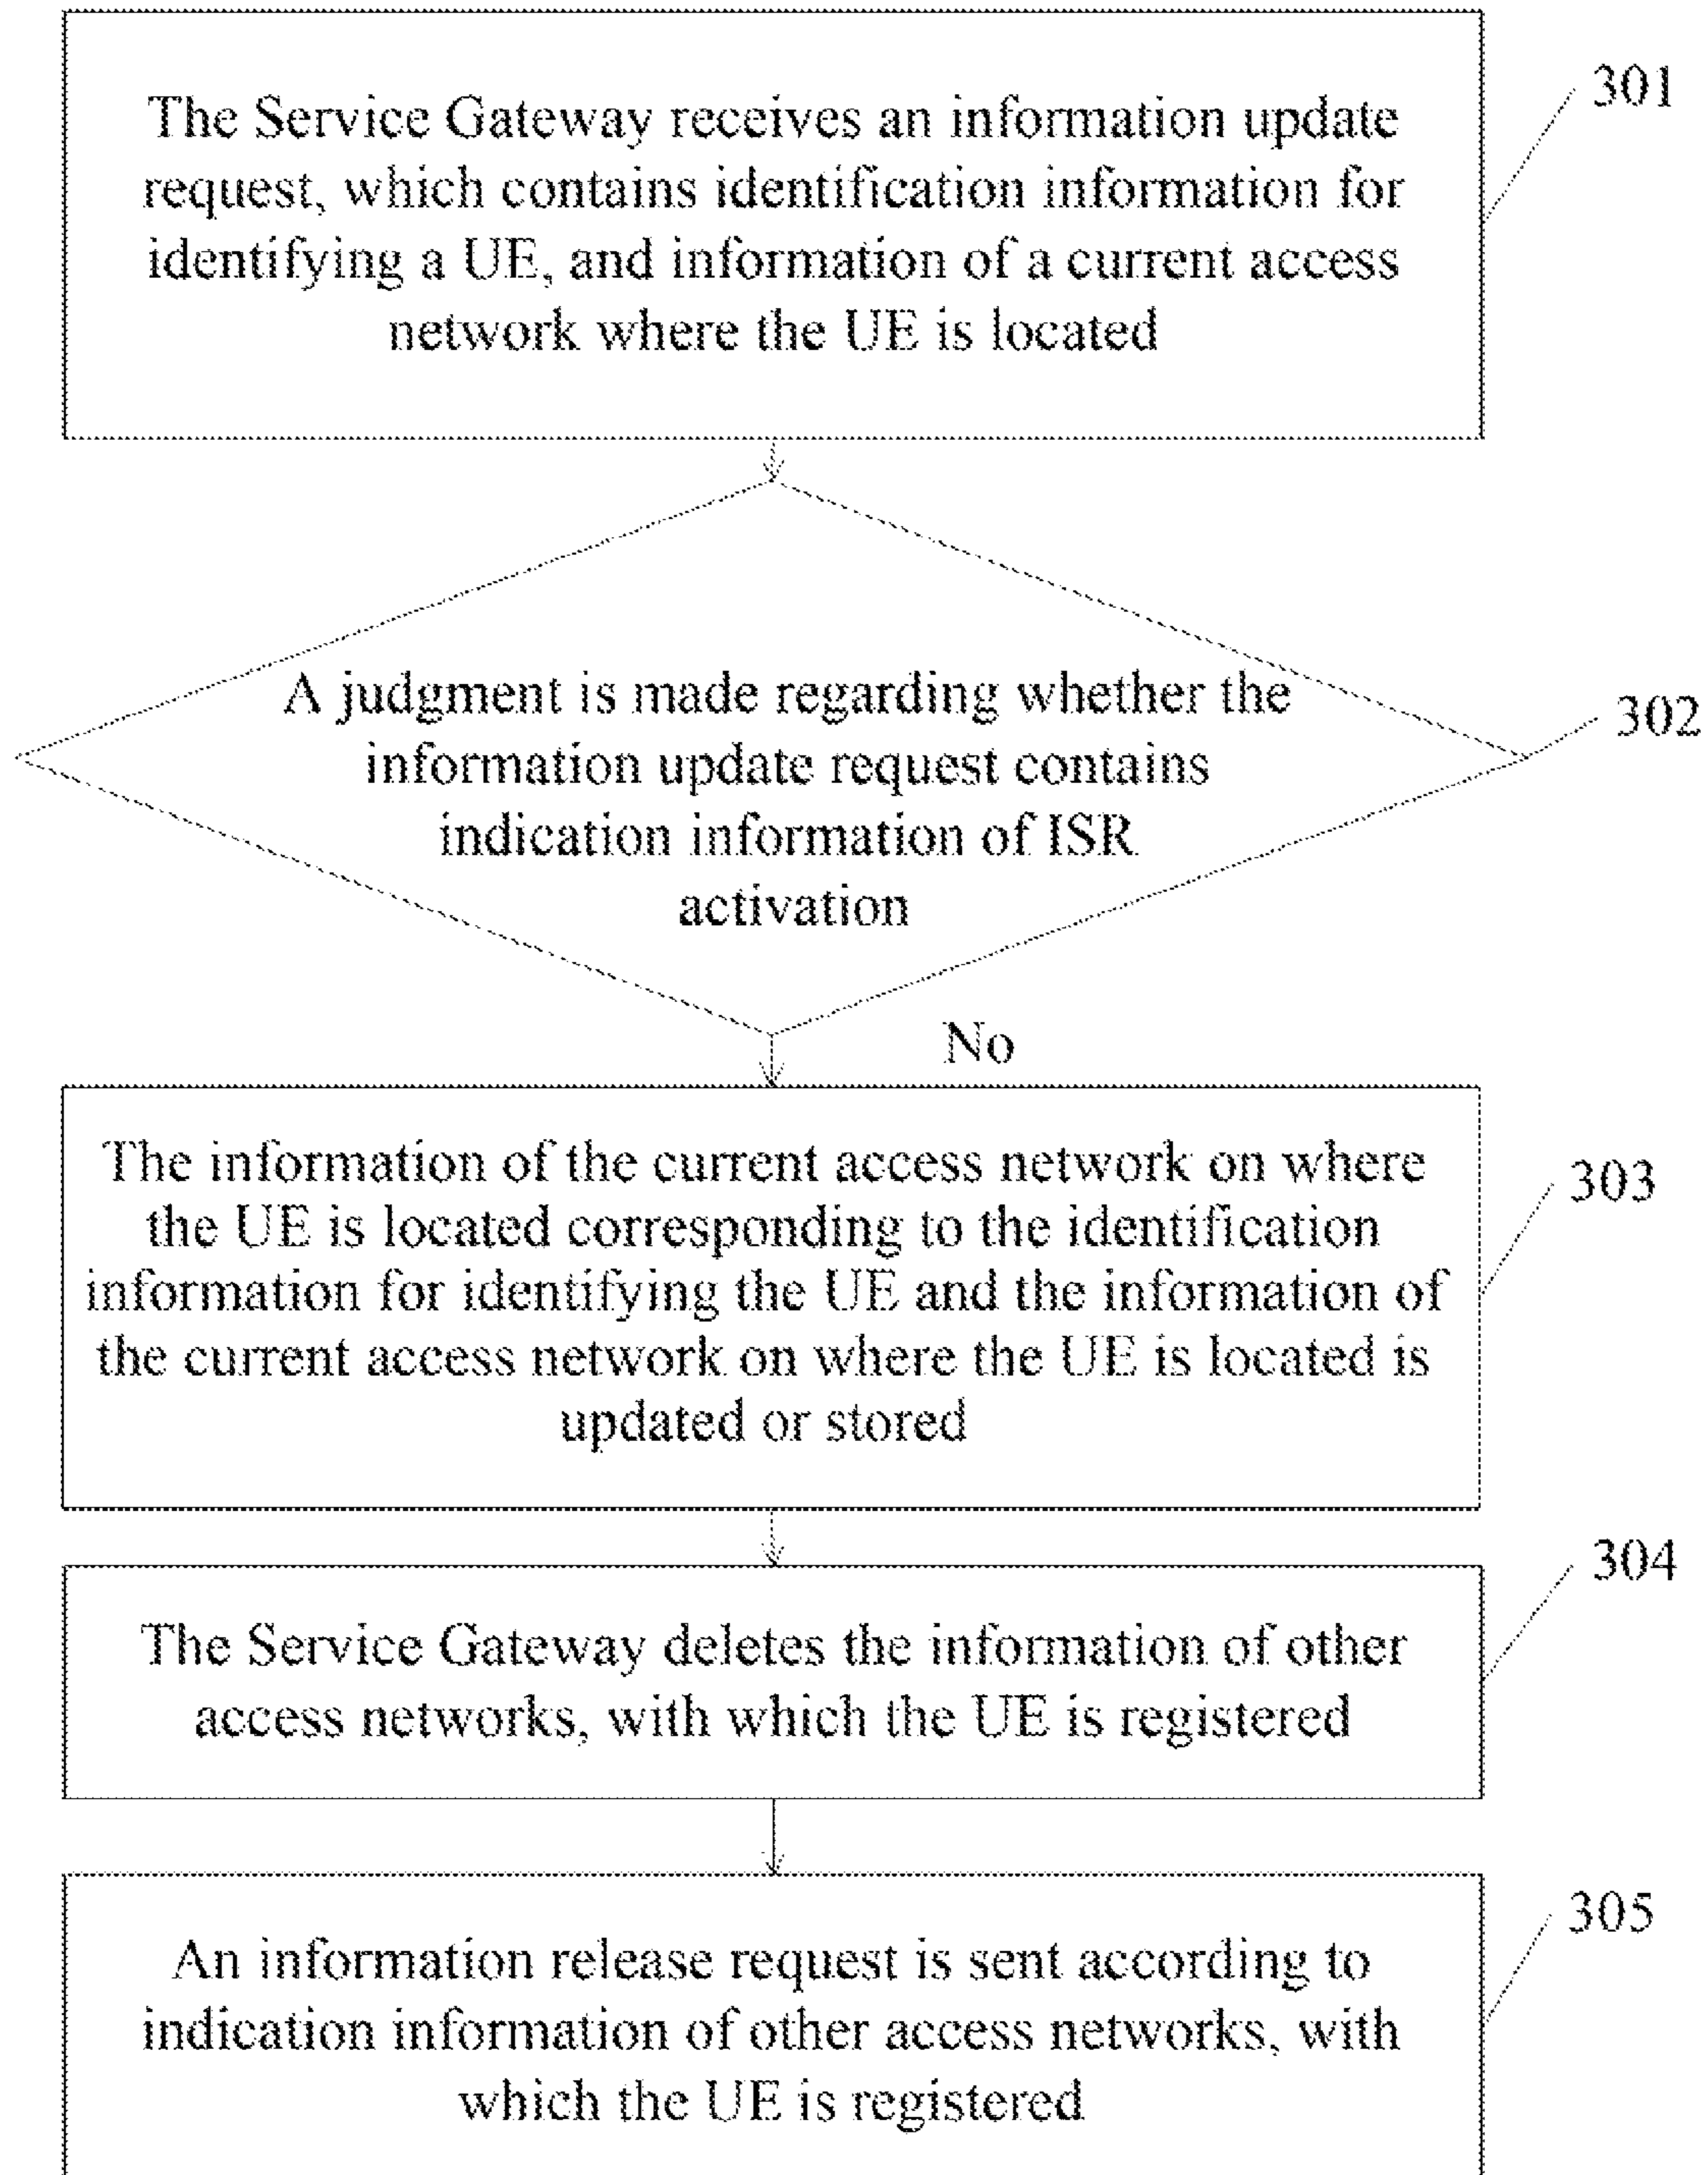 The Service Gateway receives an information update
request, which contains identification information for
identifying a UE, and information of a current access
network where the UE is located
301
A judgment is made regarding whether the
information update request contains
indication information of ISR
activation
302
No
The information of the current access network on where
the UE is located corresponding to the identification
information for identifying the UE and the information of
the current access network on where the UE is located is
updated or stored
303
The Service Gateway deletes the information of other
access networks, with which the UE is registered
304
An information release request is sent according to
indication information of other access networks, with
which the UE is registered
305